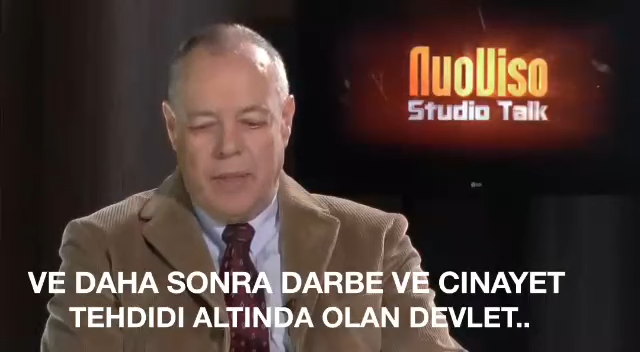 NuoViso
Studio Talk
VE DAHA SONRA DARBE VE CINAYET
TEHDIDI ALTINDA OLAN DEVLET..